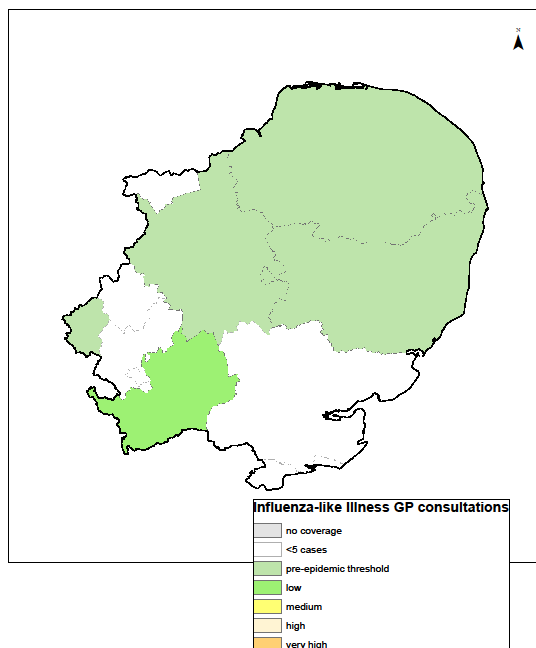 N
Influenza-like Illness GP consultations
no coverage
<5 cases
pre-epidemic threshold
low
medium
high
very high